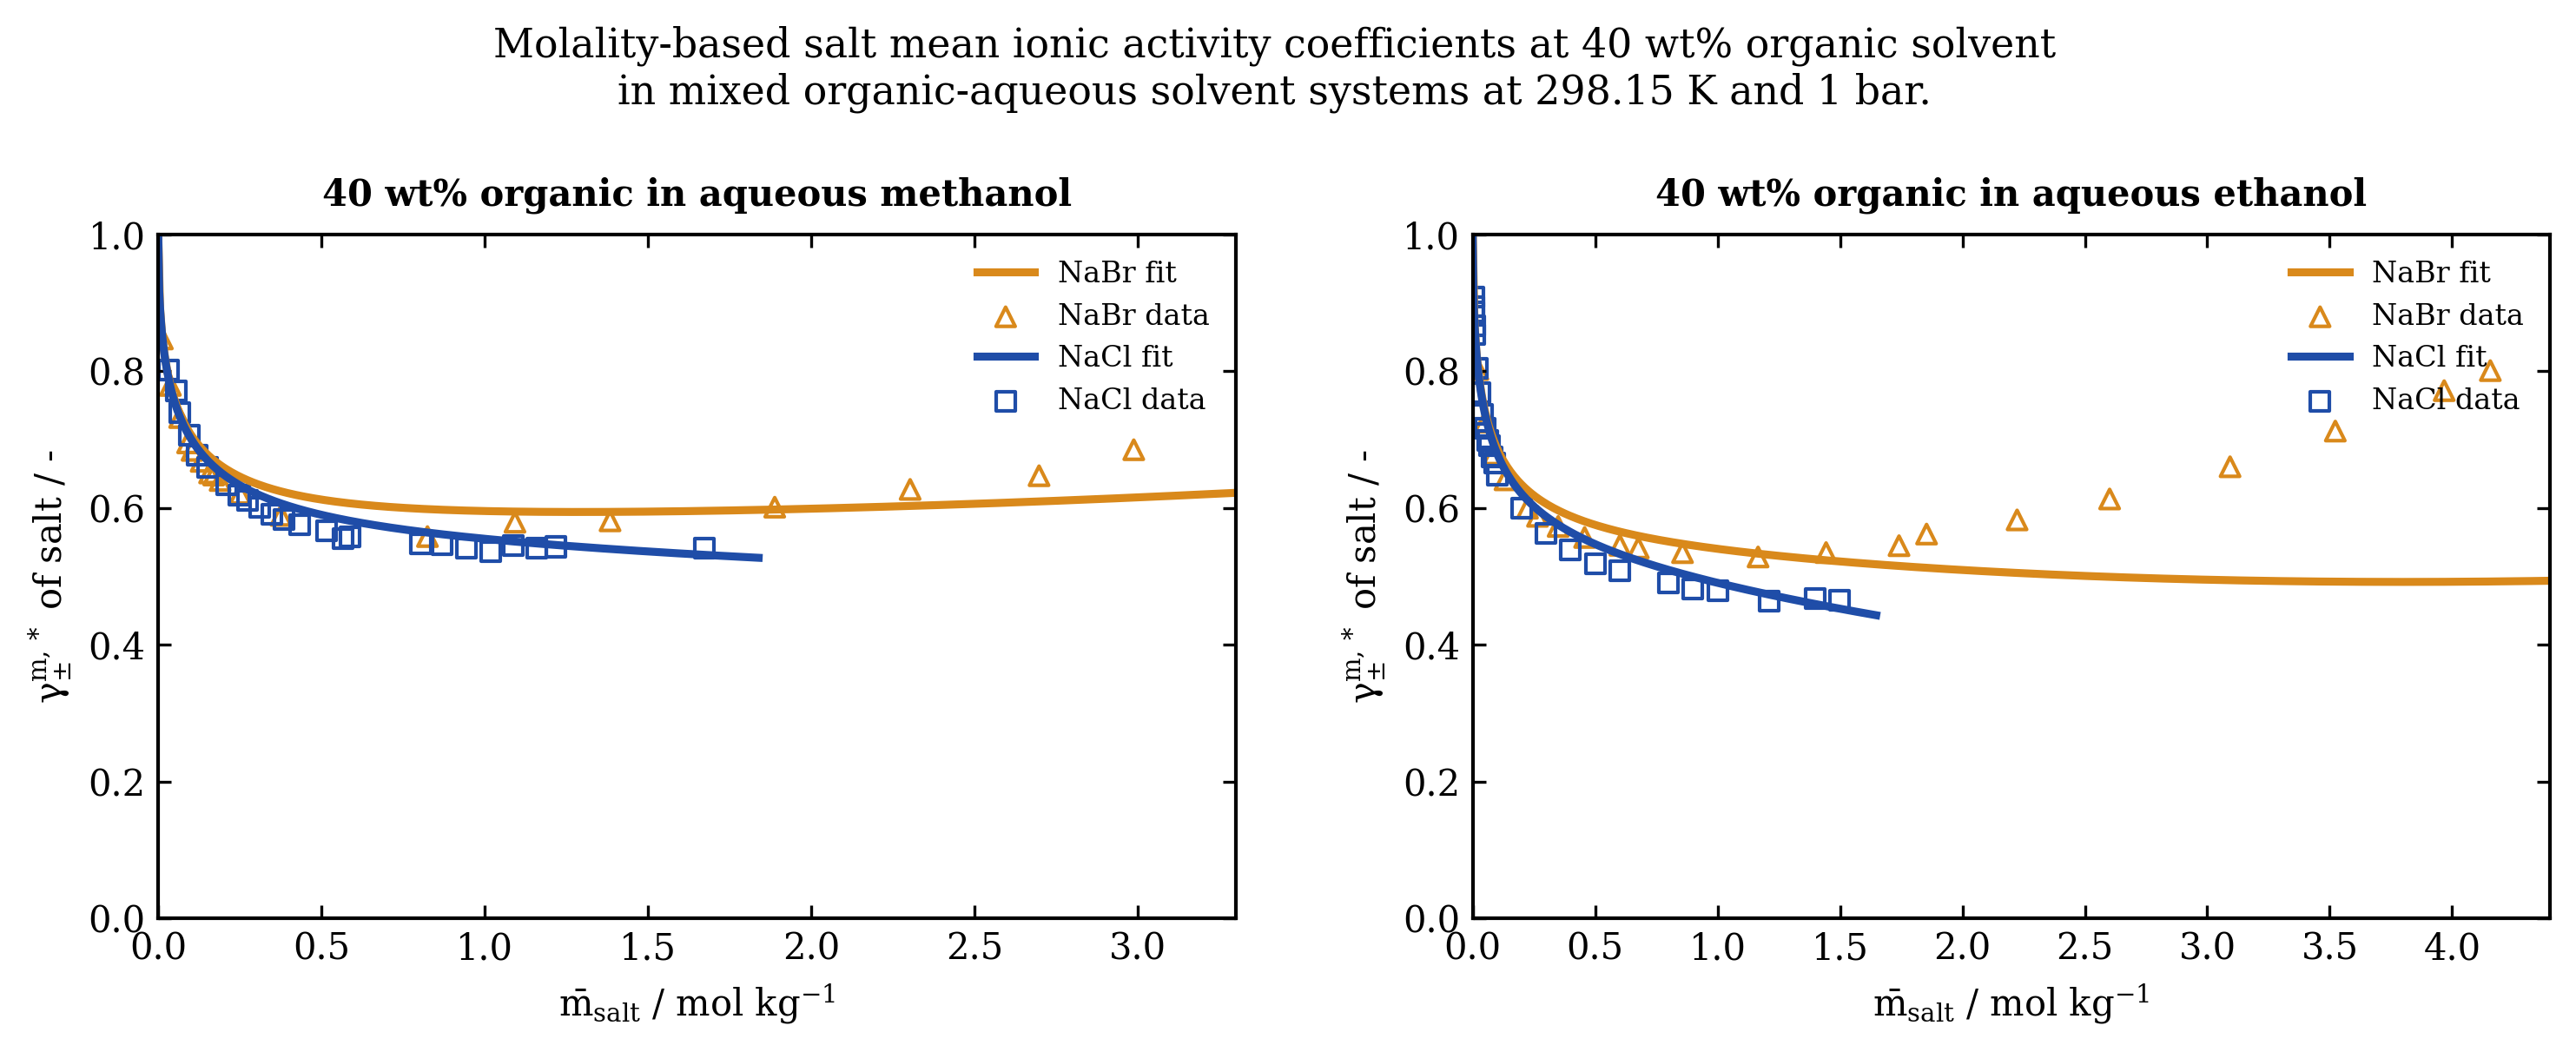 Molality-based salt mean ionic activity coefficients at 40 wt% organic solvent
in mixed organic-aqueous solvent systems at 298.15 K and 1 bar.
40 wt% organic in aqueous methanol
1.0
0.8
0.6
0.4
0.2
0.0
0.0 0.5 1.0 1.5 2.0 2.5 3.0
γ±^m,* of salt / -
m̄salt / mol kg⁻¹
NaBr fit
NaBr data
NaCl fit
NaCl data
40 wt% organic in aqueous ethanol
1.0
0.8
0.6
0.4
0.2
0.0
0.0 0.5 1.0 1.5 2.0 2.5 3.0 3.5 4.0
γ±^m,* of salt / -
m̄salt / mol kg⁻¹
NaBr fit
NaBr data
NaCl fit
NaCl data